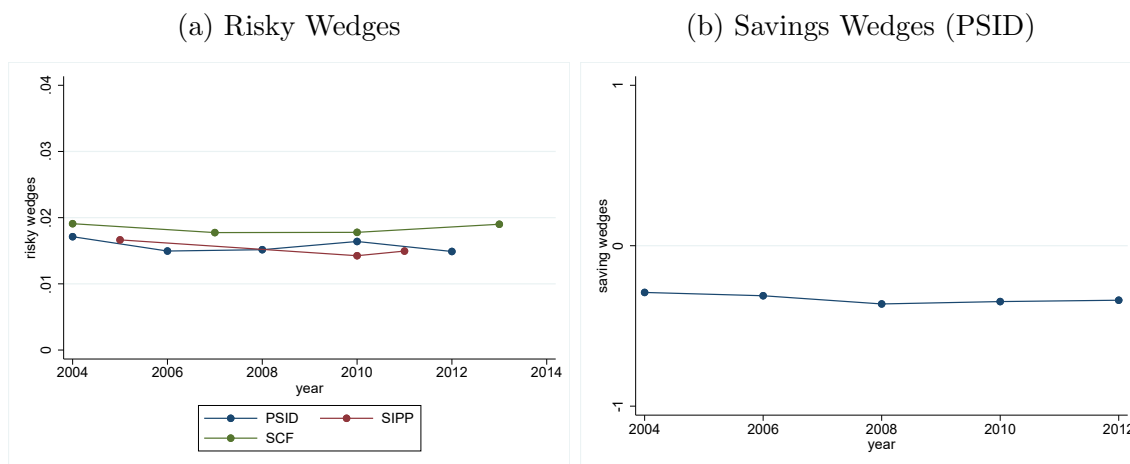 (a) Risky Wedges
(b) Savings Wedges (PSID)
risky wedges
.04
.03
.02
.01
0
2004 2006 2008 2010 2012 2014
year
PSID SIPP
SCF
saving wedges
1
0
-1
2004 2006 2008 2010 2012
year